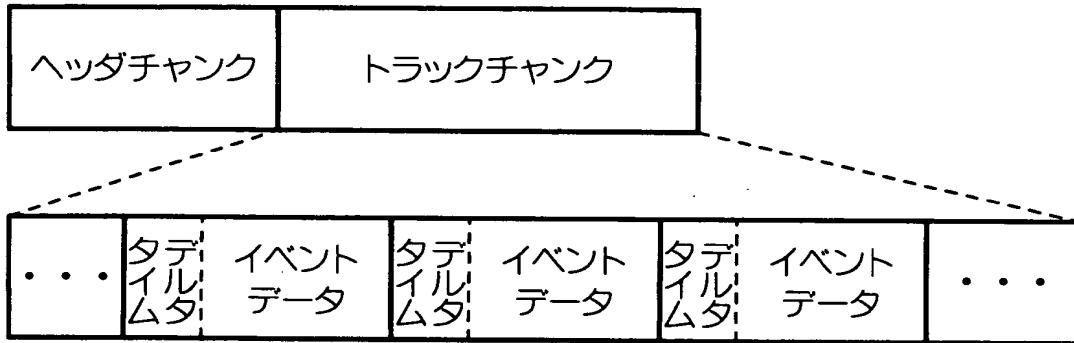 ヘッダチャンク
トラックチャンク
・・・
デルタ
タイム
イベント
データ
デルタ
タイム
イベント
データ
デルタ
タイム
イベント
データ
・・・